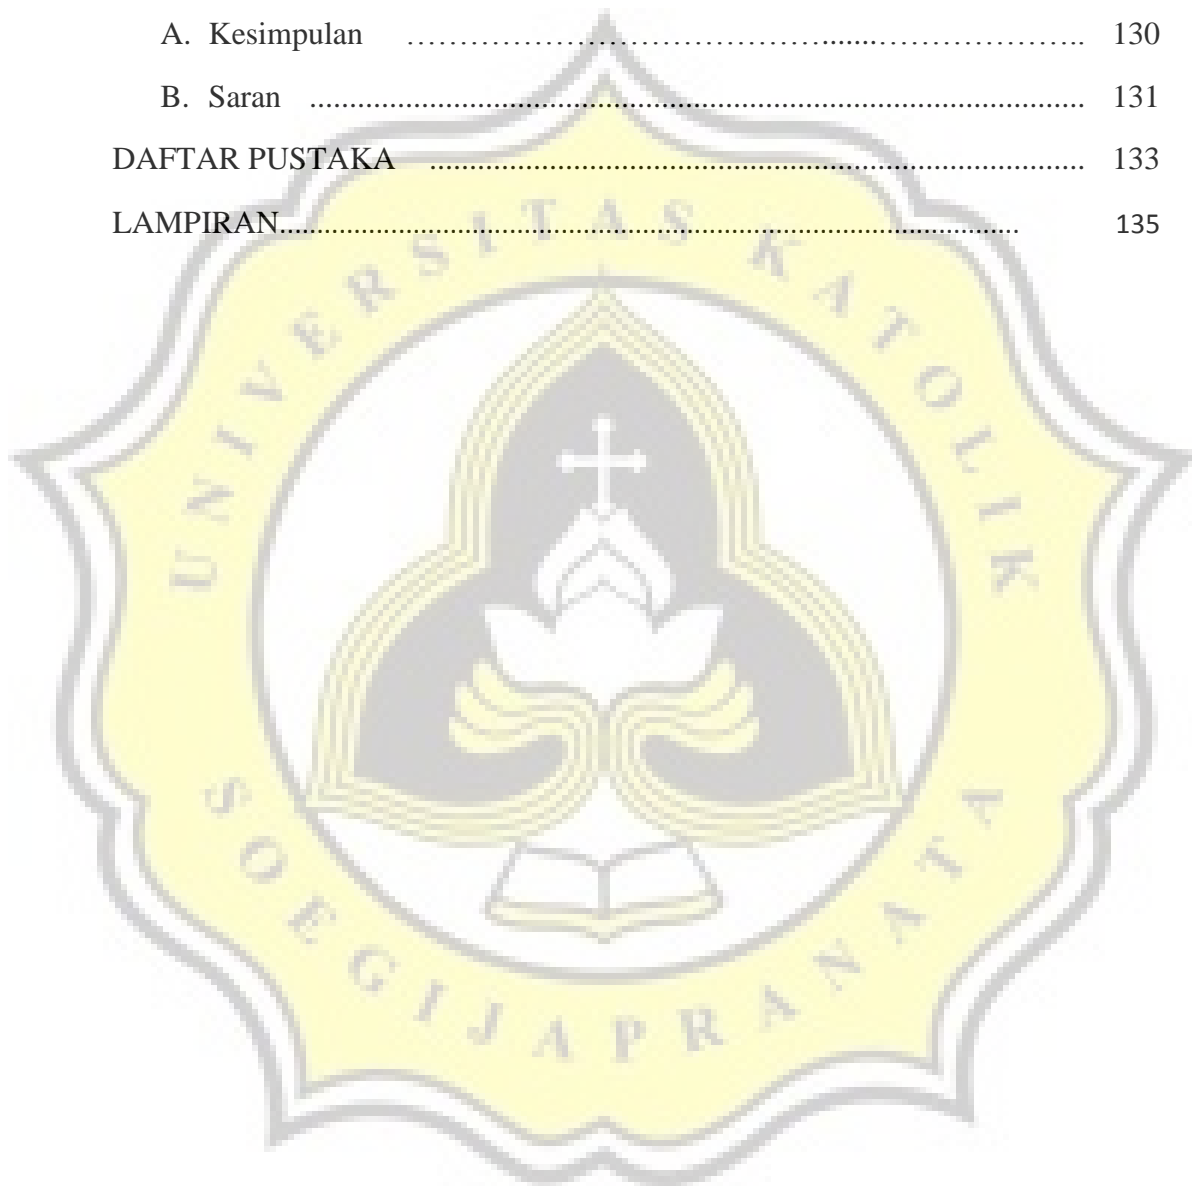 A. Kesimpulan ………………………………………….......………………….. 130
B. Saran .................................................................................................. 131
DAFTAR PUSTAKA ................................................................................... 133
LAMPIRAN.............................................................................................. 135
UNIVERSITAS KATOLIK
SOEGIJAPRANATA